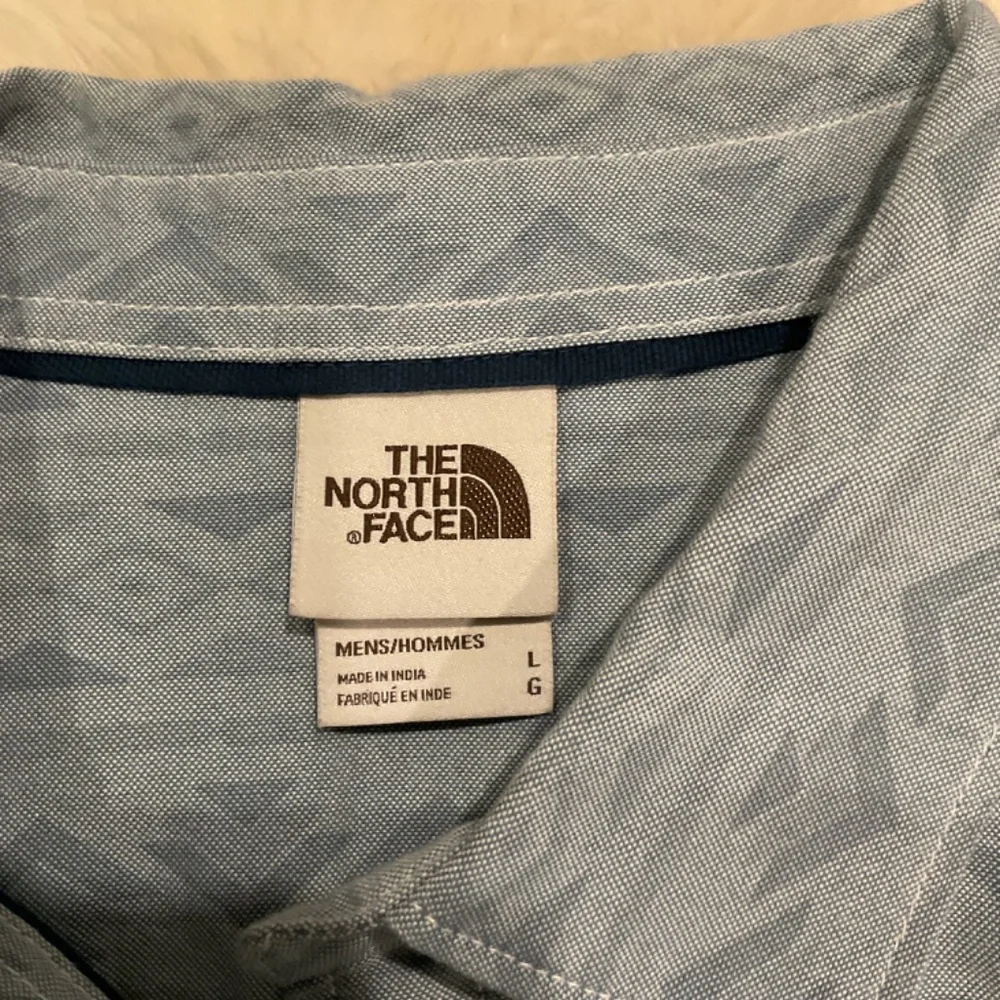 THE
NORTH
®FACE
MENS/HOMMES
L
MADE IN INDIA
G
FABRIQUÉ EN INDE